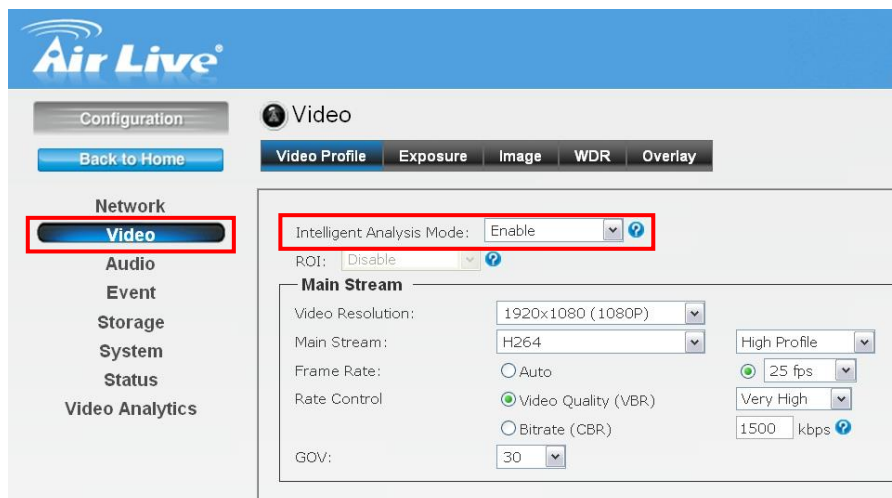 Air Live®
Configuration
Back to Home
Network
Video
Audio
Event
Storage
System
Status
Video Analytics
Video
Video Profile Exposure Image WDR Overlay
Intelligent Analysis Mode: Enable ?
ROI: Disable ?
Main Stream
Video Resolution: 1920x1080 (1080P)
Main Stream: H264 High Profile
Frame Rate: Auto 25 fps
Rate Control Video Quality (VBR) Very High
Bitrate (CBR) 1500 kbps ?
GOV: 30